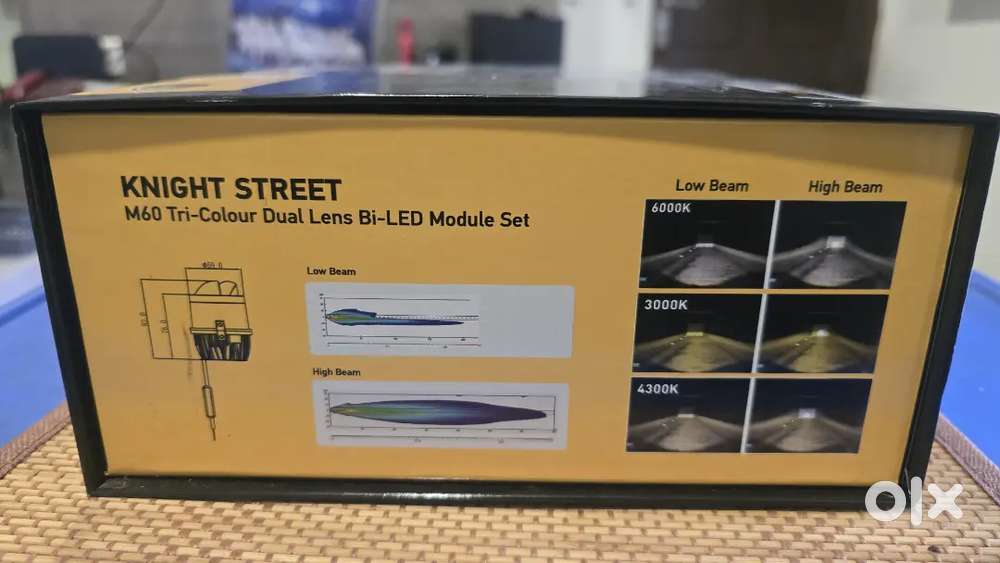 KNIGHT STREET
M60 Tri-Colour Dual Lens Bi-LED Module Set
Low Beam
High Beam
Low Beam High Beam
6000K
3000K
4300K
olx